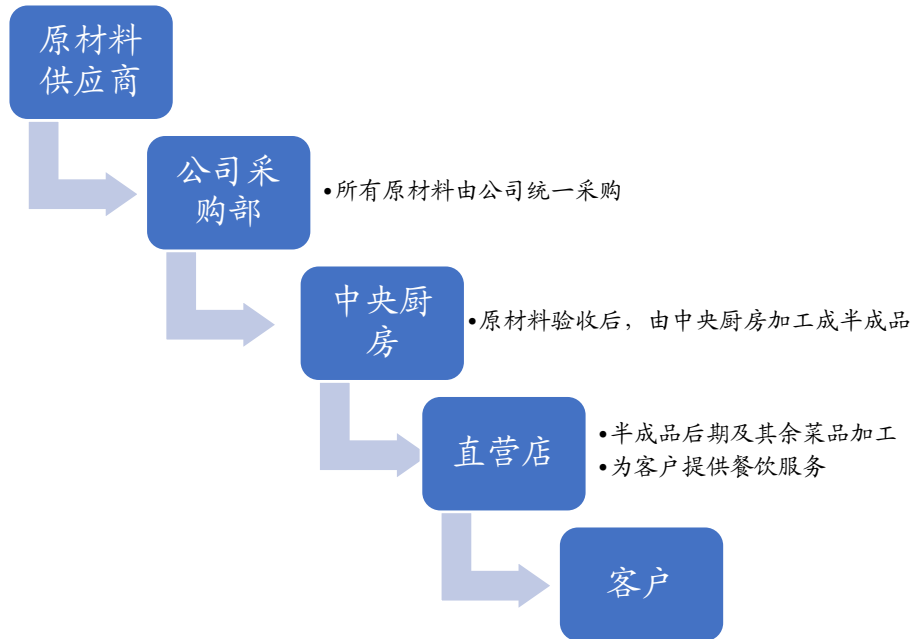 原材料
供应商
公司采
购部
•所有原材料由公司统一采购
中央厨
房
•原材料验收后，由中央厨房加工成半成品
直营店
•半成品后期及其余菜品加工
•为客户提供餐饮服务
客户